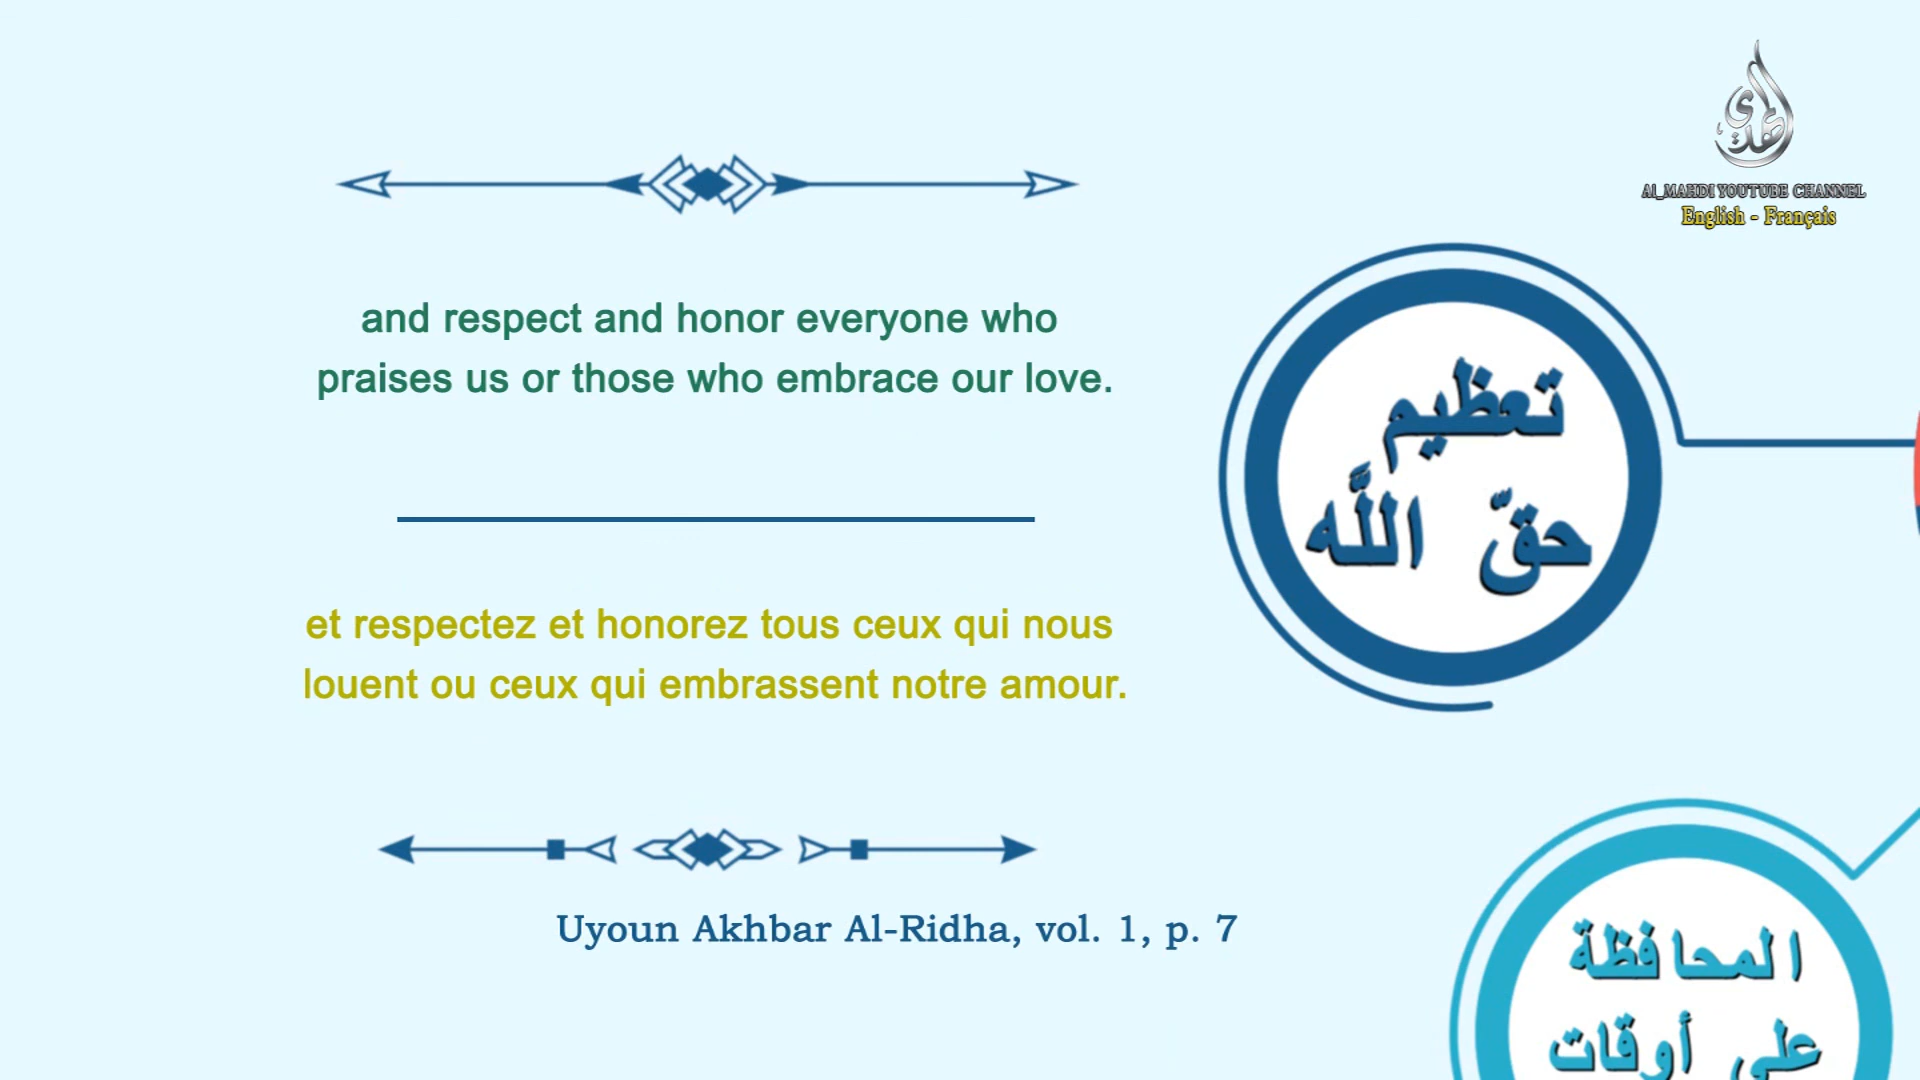 المهدي
Al_MAHDI YOUTUBE CHANNEL
English - Français
and respect and honor everyone who
praises us or those who embrace our love.
et respectez et honorez tous ceux qui nous
louent ou ceux qui embrassent notre amour.
Uyoun Akhbar Al-Ridha, vol. 1, p. 7
تعظيم
حقّ اللَّه
المحافظة
على أوقات